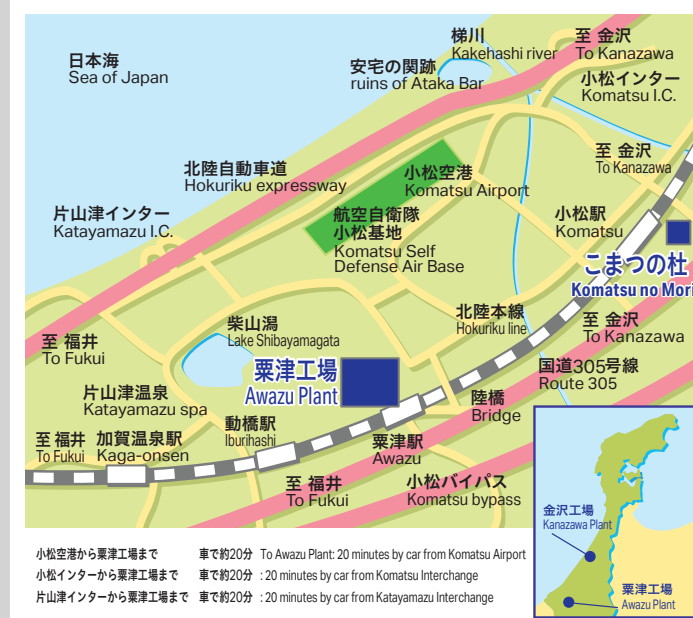 梯川
Kakehashi river
至 金沢
To Kanazawa
日本海
Sea of Japan
安宅の関跡
ruins of Ataka Bar
小松インター
Komatsu I.C.
北陸自動車道
Hokuriku expressway
小松空港
Komatsu Airport
至 金沢
To Kanazawa
片山津インター
Katayamazu I.C.
航空自衛隊
小松基地
Komatsu Self
Defense Air Base
小松駅
Komatsu
こまつの杜
Komatsu no Mori
柴山潟
Lake Shibayamagata
北陸本線
Hokuriku line
至 金沢
To Kanazawa
至 福井
To Fukui
粟津工場
Awazu Plant
国道305号線
Route 305
片山津温泉
Katayamazu spa
動橋駅
Iburihashi
陸橋
Bridge
至 福井
To Fukui
加賀温泉駅
Kaga-onsen
粟津駅
Awazu
至 福井
To Fukui
小松バイパス
Komatsu bypass
金沢工場
Kanazawa Plant
粟津工場
Awazu Plant
小松空港から粟津工場まで 車で約20分 To Awazu Plant: 20 minutes by car from Komatsu Airport
小松インターから粟津工場まで 車で約20分 : 20 minutes by car from Komatsu Interchange
片山津インターから粟津工場まで 車で約20分 : 20 minutes by car from Katayamazu Interchange